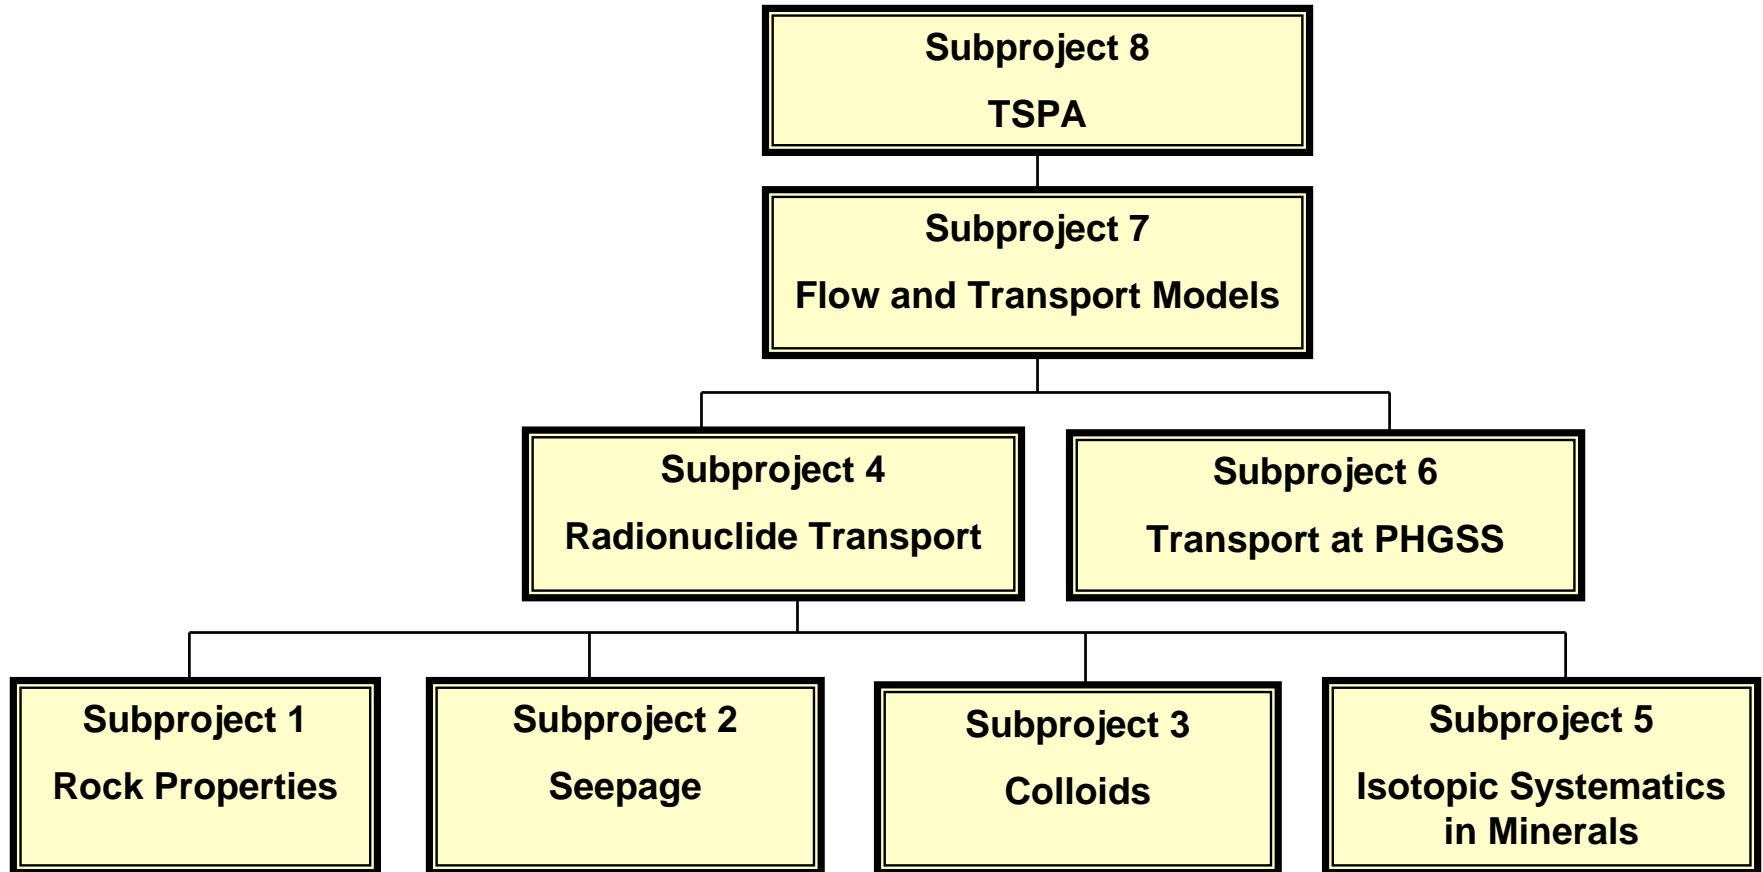 Subproject 8
TSPA
Subproject 7
Flow and Transport Models
Subproject 4
Radionuclide Transport
Subproject 6
Transport at PHGSS
Subproject 1
Rock Properties
Subproject 2
Seepage
Subproject 3
Colloids
Subproject 5
Isotopic Systematics
in Minerals